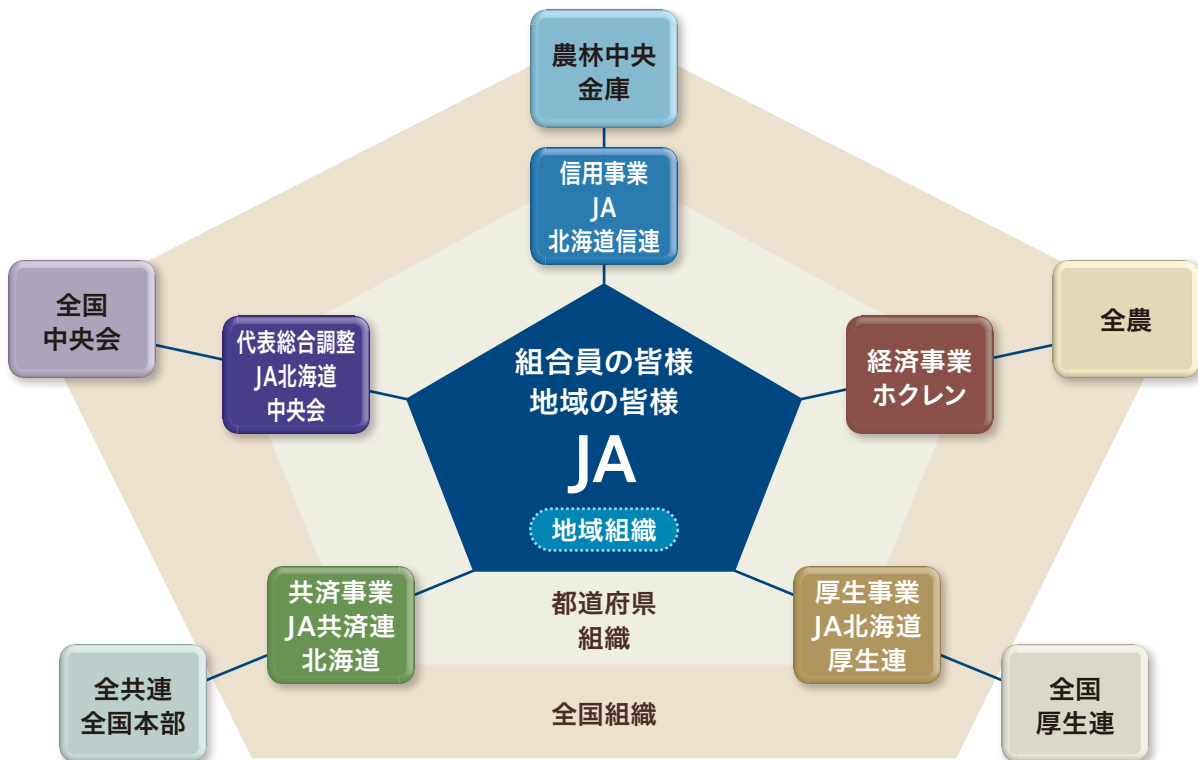 農林中央
金庫
信用事業
JA
北海道信連
全国
中央会
代表総合調整
JA北海道
中央会
組合員の皆様
地域の皆様
JA
地域組織
経済事業
ホクレン
全農
共済事業
JA共済連
北海道
都道府県
組織
厚生事業
JA北海道
厚生連
全共連
全国本部
全国組織
全国
厚生連